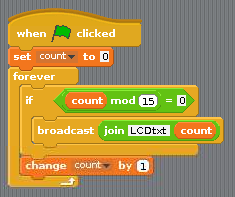 when clicked
set count to 0
forever
if count mod 15 = 0
broadcast join LCDtxt count
change count by 1